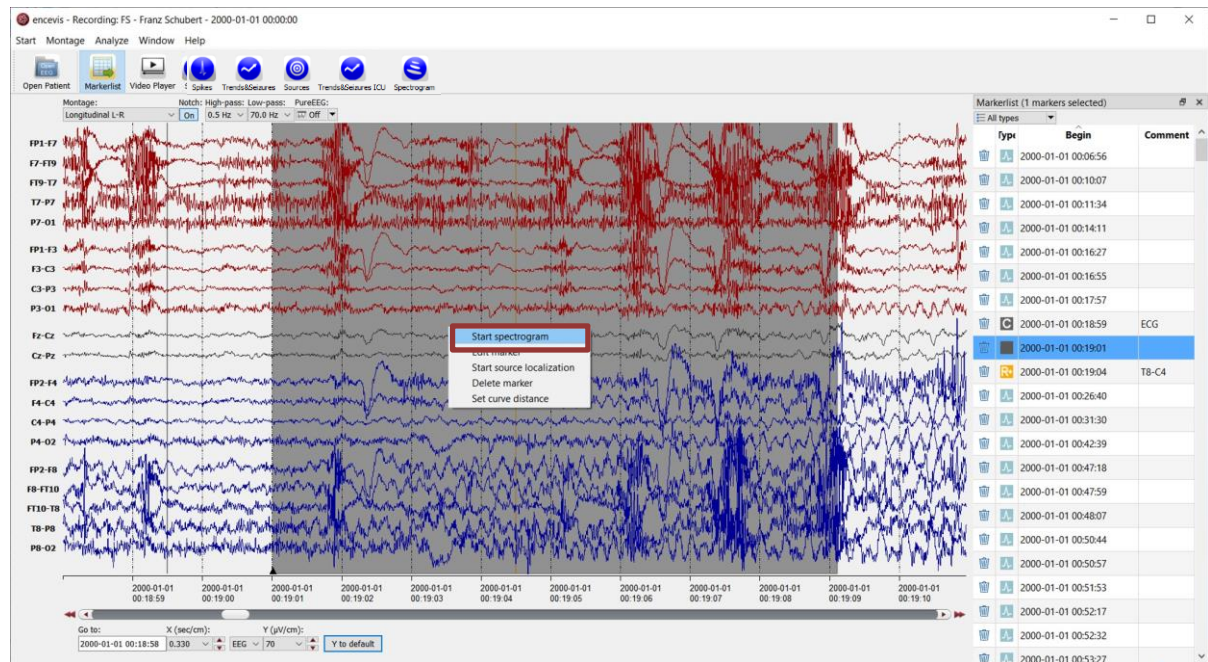 encevis - Recording: FS - Franz Schubert - 2000-01-01 00:00:00
Start Montage Analyze Window Help
Open EEG
Open Patient Markerlist Video Player S Spikes Trends&Seizures Sources Trends&Seizures ICU Spectrogram
Montage: Notch: High-pass: Low-pass: PureEEG:
Longitudinal L-R On 0.5 Hz 70.0 Hz Off
FP1-F7
F7-FT9
FT9-T7
T7-P7
P7-O1
FP1-F3
F3-C3
C3-P3
P3-O1
Fz-Cz
Cz-Pz
FP2-F4
F4-C4
C4-P4
P4-O2
FP2-F8
F8-FT10
FT10-T8
T8-P8
P8-O2
Start spectrogram
Edit marker
Start source localization
Delete marker
Set curve distance
2000-01-01 2000-01-01 2000-01-01 2000-01-01 2000-01-01 2000-01-01 2000-01-01 2000-01-01 2000-01-01 2000-01-01 2000-01-01 2000-01-01
00:18:59 00:19:00 00:19:01 00:19:02 00:19:03 00:19:04 00:19:05 00:19:06 00:19:07 00:19:08 00:19:09 00:19:10
Go to: X (sec/cm): Y (µV/cm):
2000-01-01 00:18:58 0.330 EEG 70 Y to default
Markerlist (1 markers selected)
All types
Type Begin Comment
2000-01-01 00:06:56
2000-01-01 00:10:07
2000-01-01 00:11:34
2000-01-01 00:14:11
2000-01-01 00:16:27
2000-01-01 00:16:55
2000-01-01 00:17:57
C 2000-01-01 00:18:59 ECG
2000-01-01 00:19:01
R+ 2000-01-01 00:19:04 T8-C4
2000-01-01 00:26:40
2000-01-01 00:31:30
2000-01-01 00:42:39
2000-01-01 00:47:18
2000-01-01 00:47:59
2000-01-01 00:48:07
2000-01-01 00:50:44
2000-01-01 00:50:57
2000-01-01 00:51:53
2000-01-01 00:52:17
2000-01-01 00:52:32
2000-01-01 00:53:27